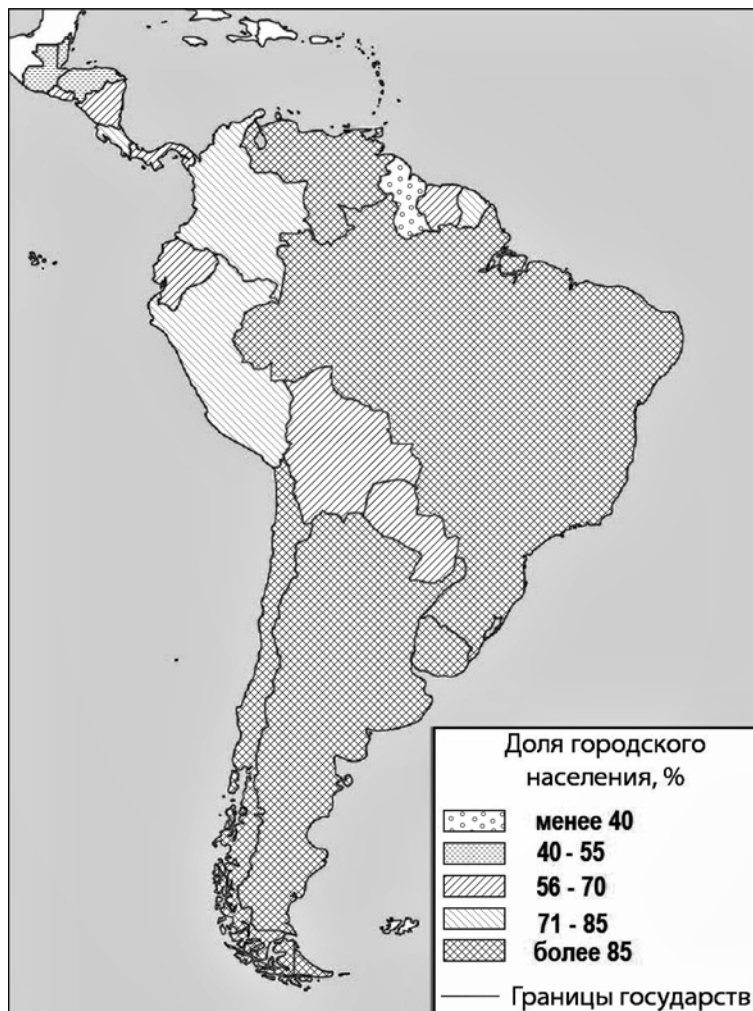 Доля городского
населения, %
менее 40
40 - 55
56 - 70
71 - 85
более 85
Границы государств